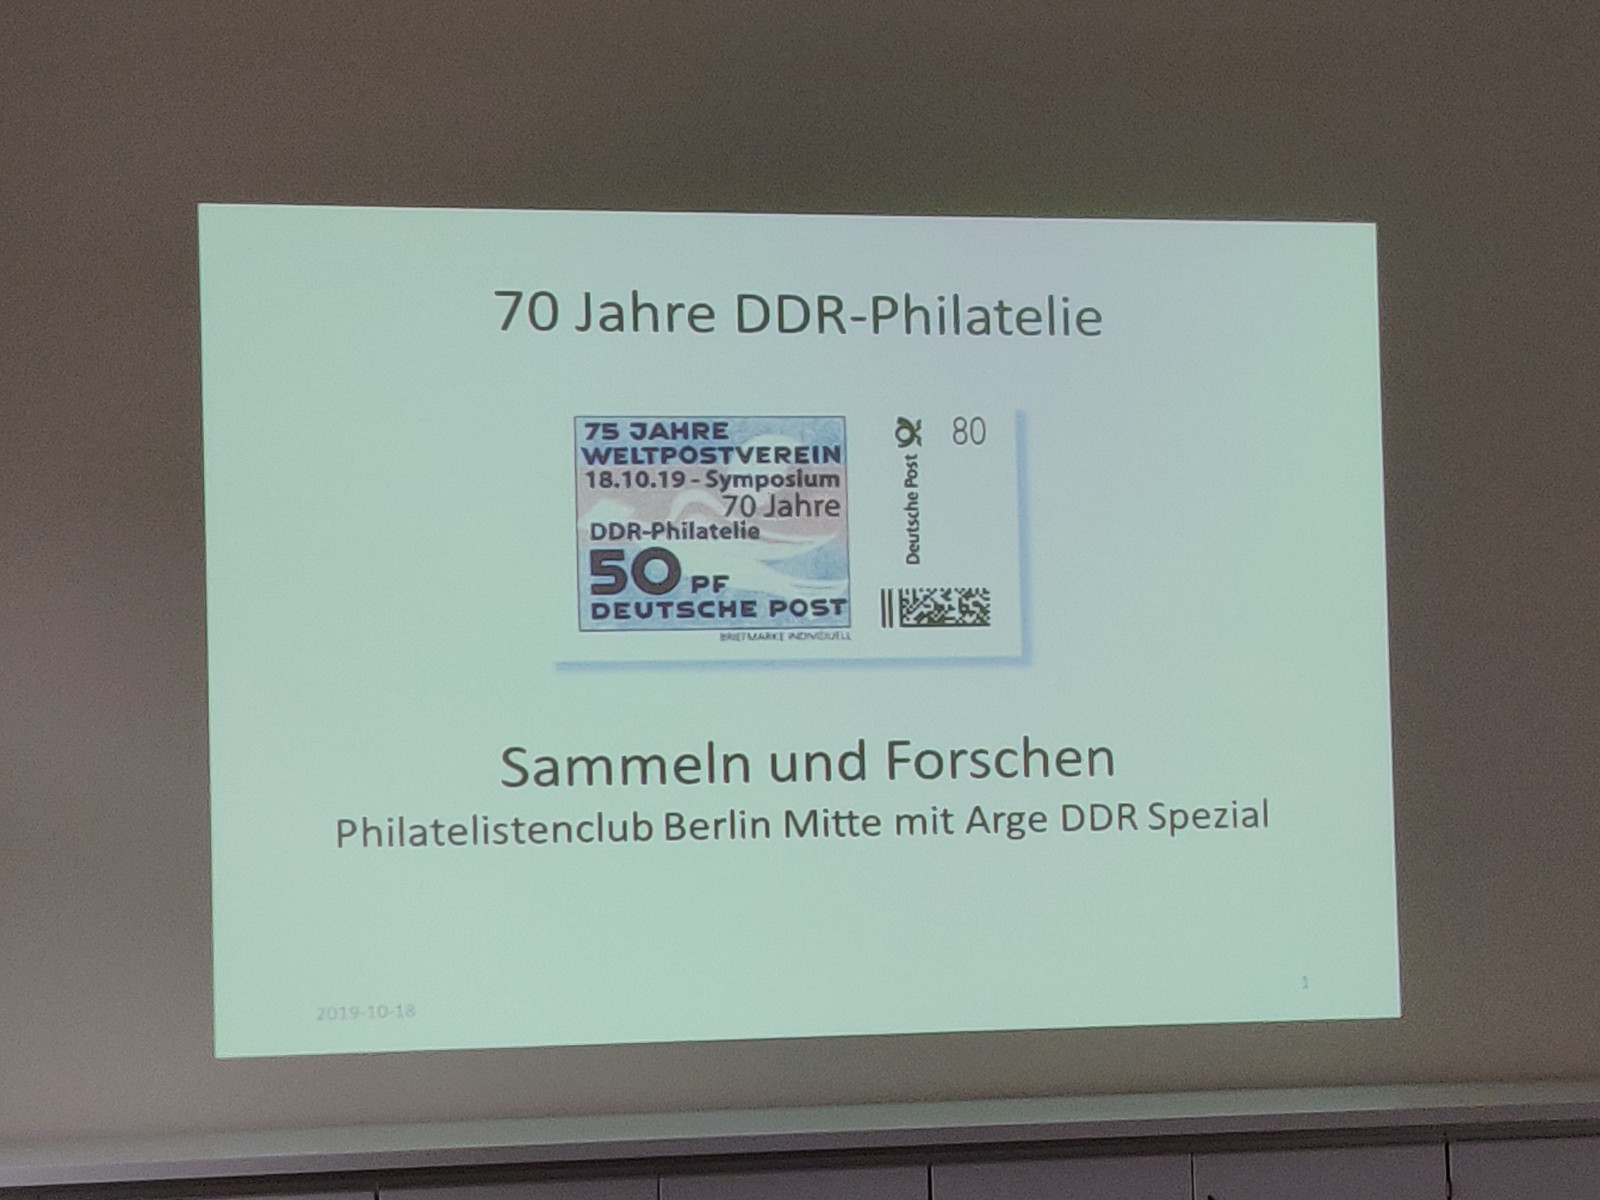 70 Jahre DDR-Philatelie
75 JAHRE
WELTPOSTVEREIN
18.10.19 - Symposium
70 Jahre
DDR-Philatelie
50 PF
DEUTSCHE POST
BRIEFMARKE INDIVIDUELL
Deutsche Post
80
Sammeln und Forschen
Philatelistenclub Berlin Mitte mit Arge DDR Spezial
2019-10-18
1